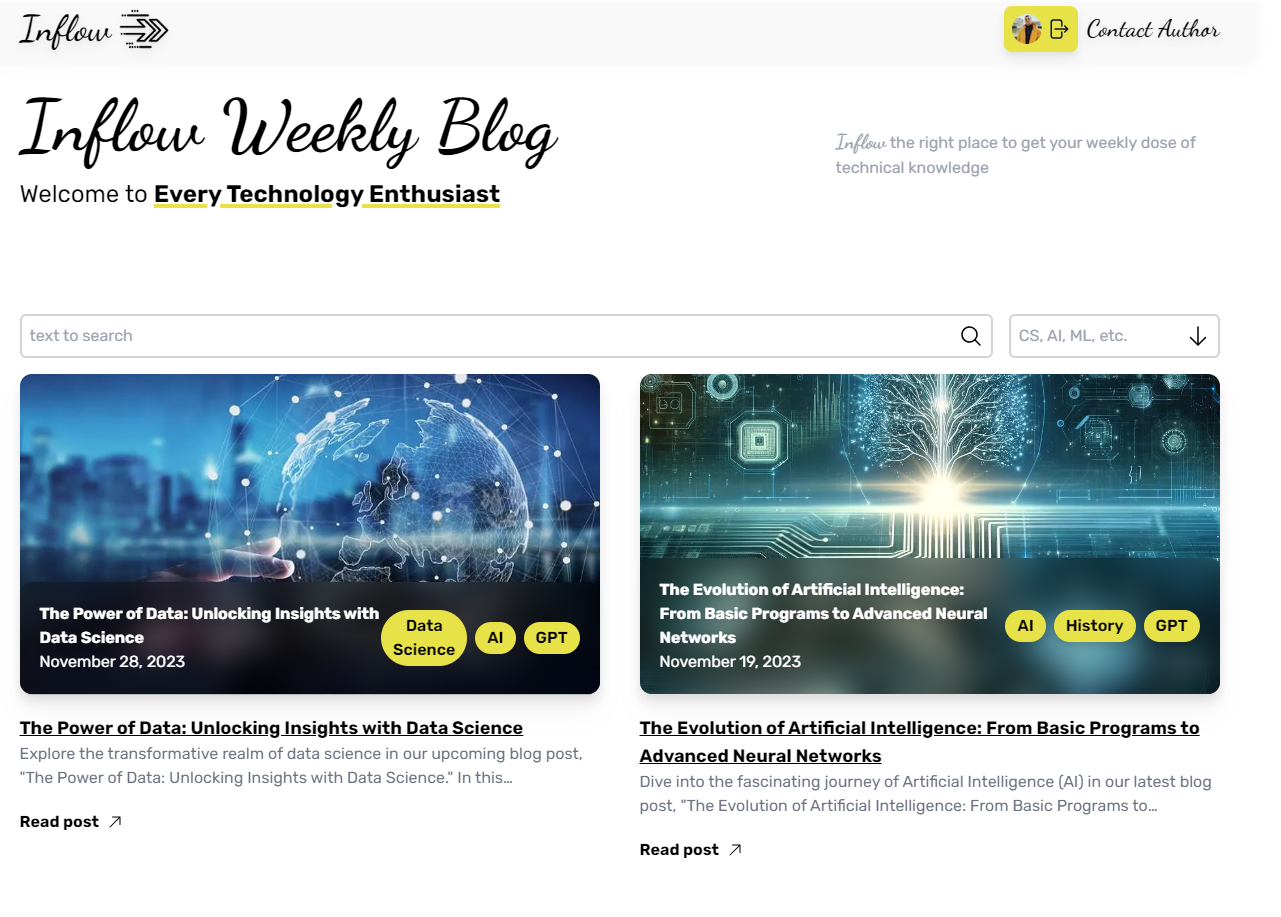 Inflow
Contact Author
Inflow Weekly Blog
Welcome to Every Technology Enthusiast
Inflow the right place to get your weekly dose of
technical knowledge
text to search
CS, AI, ML, etc.
The Power of Data: Unlocking Insights with
Data Science
November 28, 2023
Data
Science
AI
GPT
The Evolution of Artificial Intelligence:
From Basic Programs to Advanced Neural
Networks
November 19, 2023
AI
History
GPT
The Power of Data: Unlocking Insights with Data Science
Explore the transformative realm of data science in our upcoming blog post,
"The Power of Data: Unlocking Insights with Data Science." In this…
Read post
The Evolution of Artificial Intelligence: From Basic Programs to
Advanced Neural Networks
Dive into the fascinating journey of Artificial Intelligence (AI) in our latest blog
post, "The Evolution of Artificial Intelligence: From Basic Programs to…
Read post